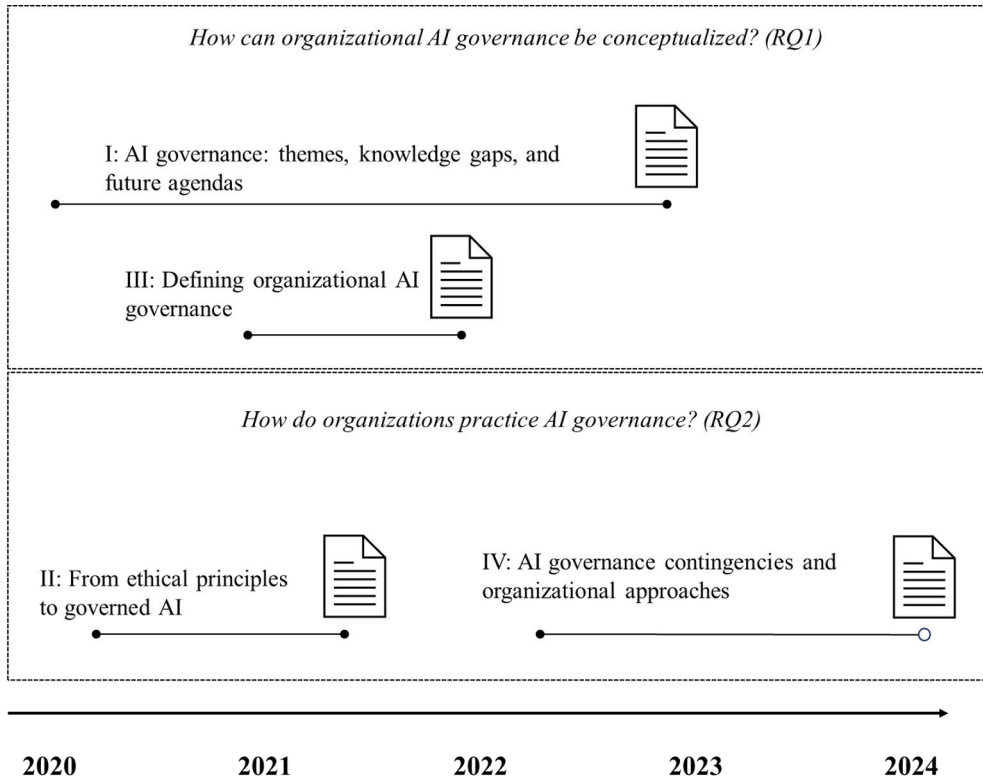 How can organizational AI governance be conceptualized? (RQ1)
I: AI governance: themes, knowledge gaps, and
future agendas
III: Defining organizational AI
governance
How do organizations practice AI governance? (RQ2)
II: From ethical principles
to governed AI
IV: AI governance contingencies and
organizational approaches
2020 2021 2022 2023 2024